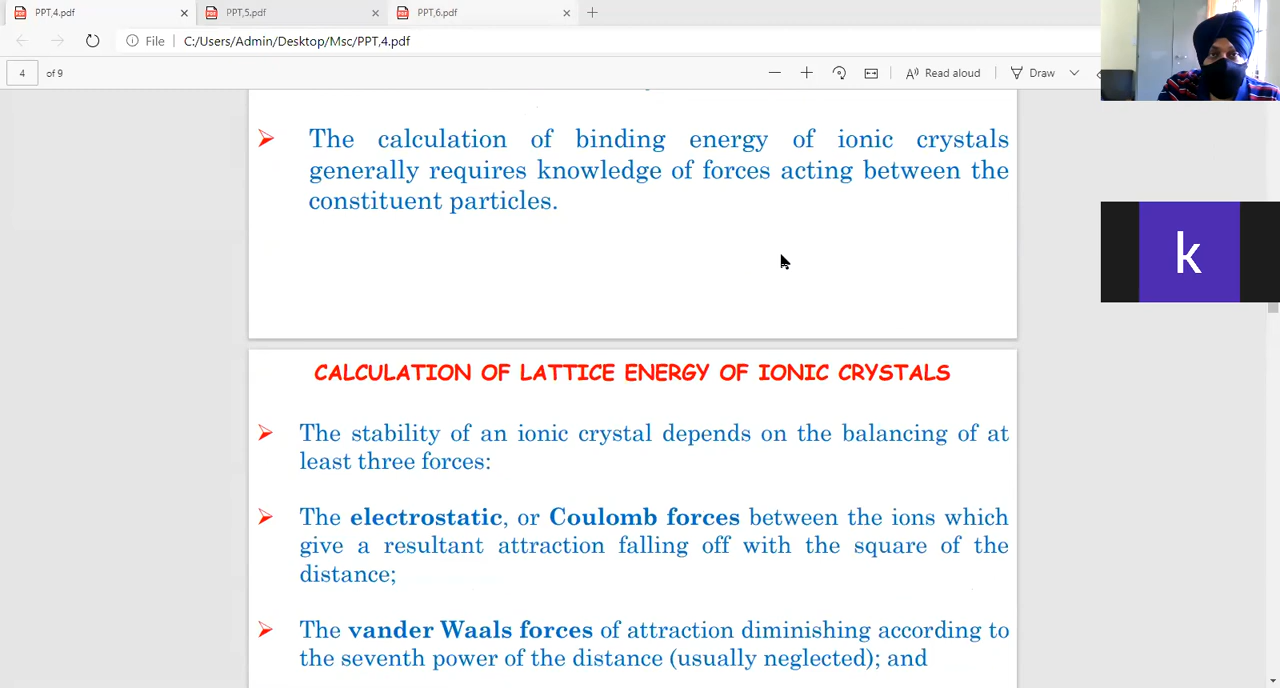 PPT,4.pdf
PPT,5.pdf
PPT,6.pdf
File
C:/Users/Admin/Desktop/Msc/PPT,4.pdf
4 of 9
Read aloud
Draw
The calculation of binding energy of ionic crystals
generally requires knowledge of forces acting between the
constituent particles.
k
CALCULATION OF LATTICE ENERGY OF IONIC CRYSTALS
The stability of an ionic crystal depends on the balancing of at
least three forces:
The electrostatic, or Coulomb forces between the ions which
give a resultant attraction falling off with the square of the
distance;
The vander Waals forces of attraction diminishing according to
the seventh power of the distance (usually neglected); and